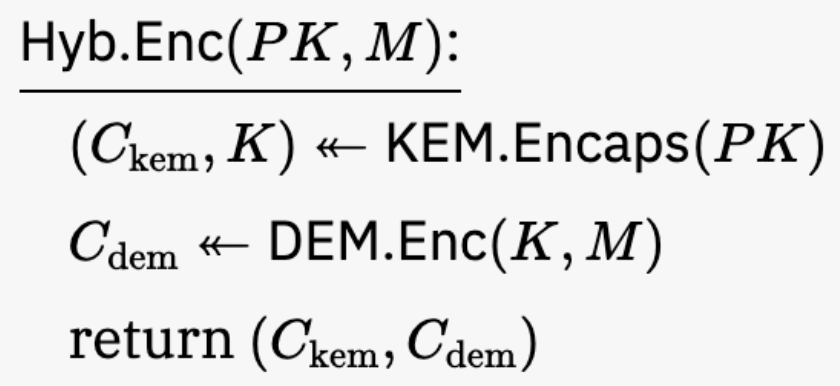 Hyb.Enc(PK, M):
(C_kem, K) ↞ KEM.Encaps(PK)
C_dem ↞ DEM.Enc(K, M)
return (C_kem, C_dem)